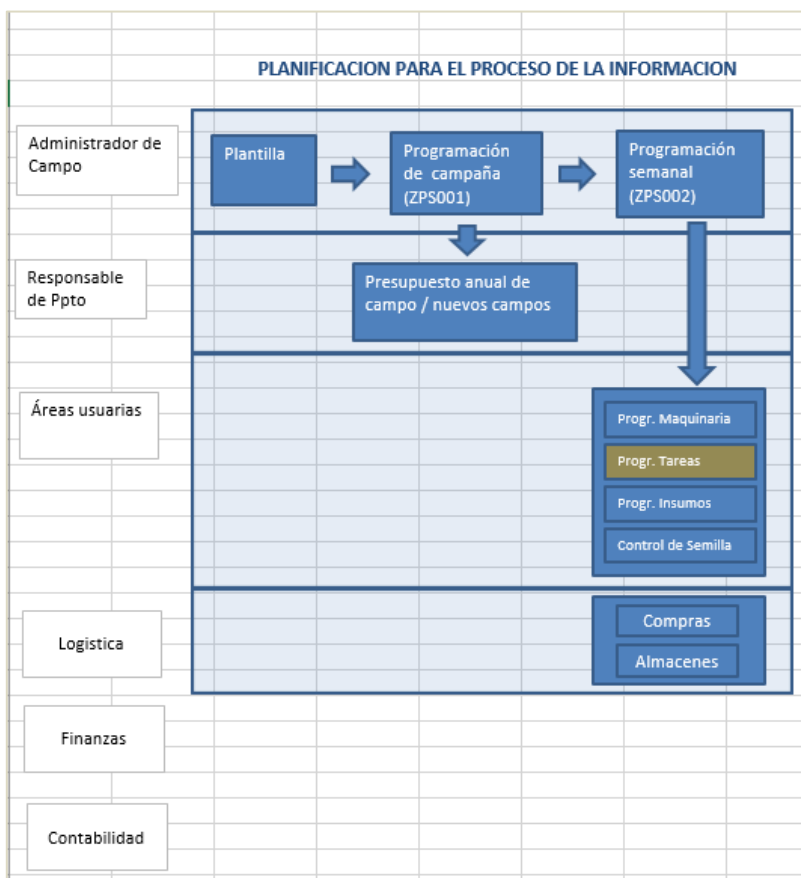 PLANIFICACION PARA EL PROCESO DE LA INFORMACION
Administrador de
Campo
Plantilla
Programación
de campaña
(ZPS001)
Programación
semanal
(ZPS002)
Responsable
de Ppto
Presupuesto anual de
campo / nuevos campos
Áreas usuarias
Progr. Maquinaria
Progr. Tareas
Progr. Insumos
Control de Semilla
Logistica
Compras
Almacenes
Finanzas
Contabilidad